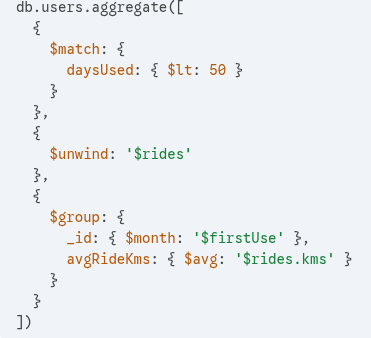 db.users.aggregate([
  {
    $match: {
      daysUsed: { $lt: 50 }
    }
  },
  {
    $unwind: '$rides'
  },
  {
    $group: {
      _id: { $month: '$firstUse' },
      avgRideKms: { $avg: '$rides.kms' }
    }
  }
])